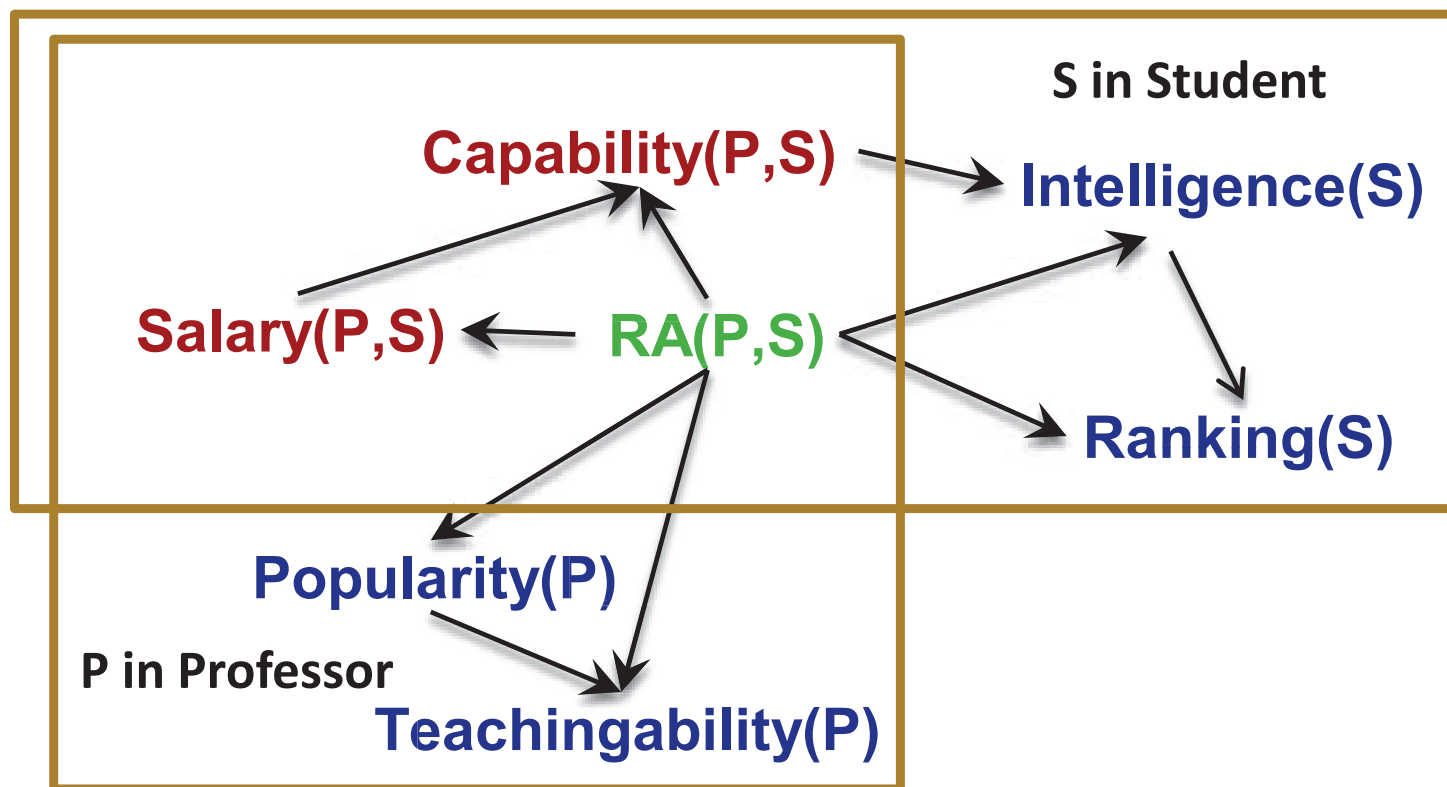 S in Student
Capability(P,S)
Intelligence(S)
Salary(P,S)
RA(P,S)
Ranking(S)
Popularity(P)
P in Professor
Teachingability(P)